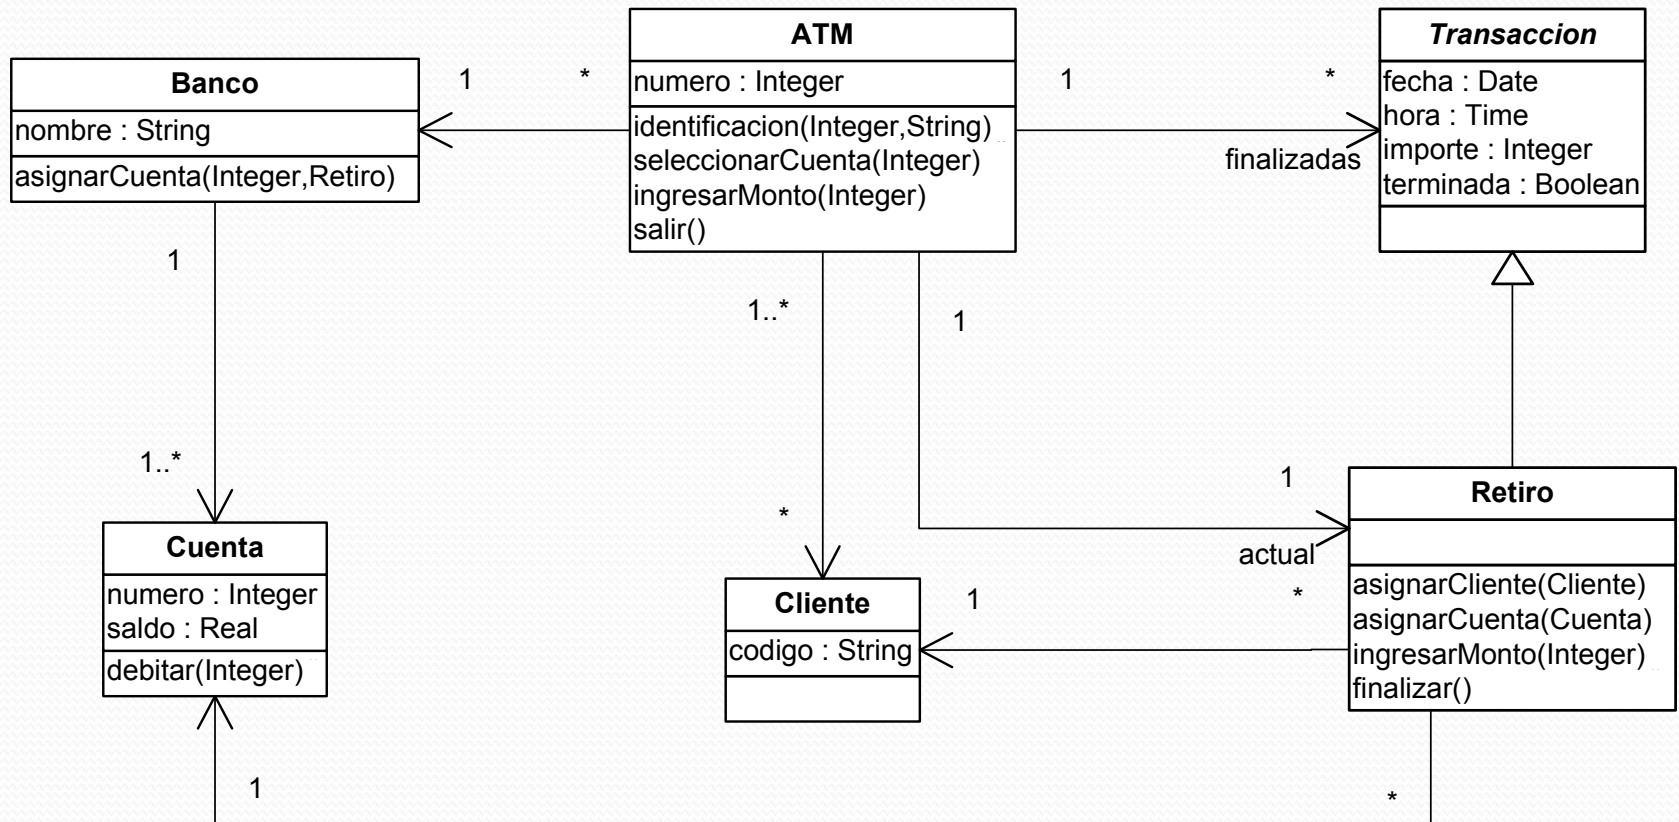 Banco
nombre : String
asignarCuenta(Integer,Retiro)
1
*
ATM
numero : Integer
identificacion(Integer,String)
seleccionarCuenta(Integer)
ingresarMonto(Integer)
salir()
1
*
finalizadas
Transaccion
fecha : Date
hora : Time
importe : Integer
terminada : Boolean
1
1..*
1..*
*
1
1
actual
Cuenta
numero : Integer
saldo : Real
debitar(Integer)
Cliente
codigo : String
1
*
Retiro
asignarCliente(Cliente)
asignarCuenta(Cuenta)
ingresarMonto(Integer)
finalizar()
1
*